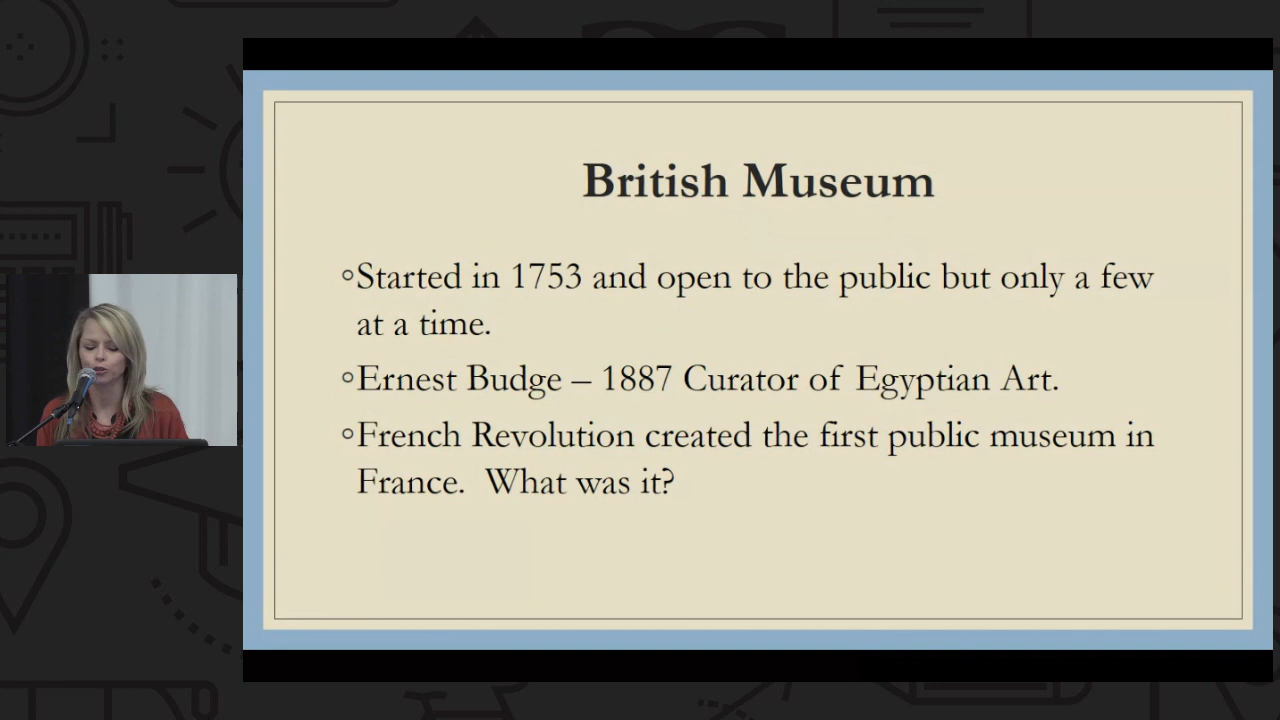 British Museum
◦Started in 1753 and open to the public but only a few
at a time.
◦Ernest Budge – 1887 Curator of Egyptian Art.
◦French Revolution created the first public museum in
France.  What was it?